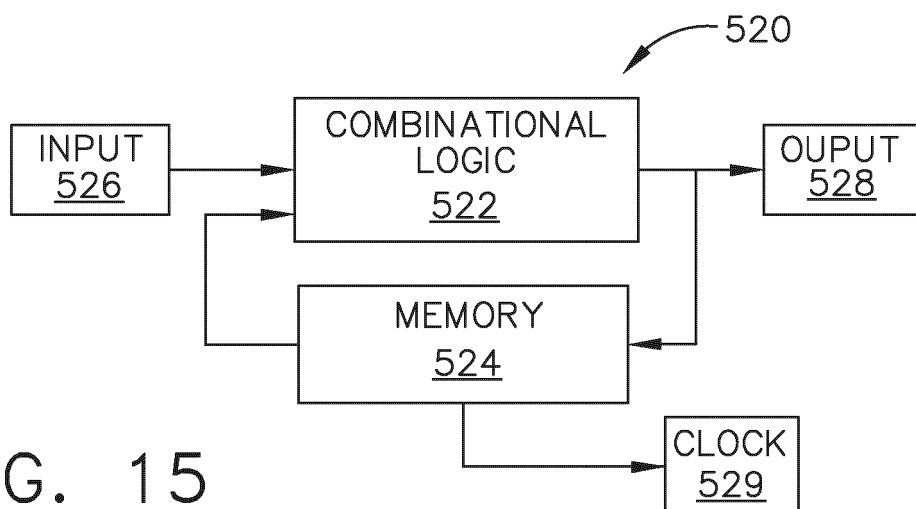 520
INPUT
526
COMBINATIONAL
LOGIC
522
OUPUT
528
MEMORY
524
CLOCK
529
G. 15